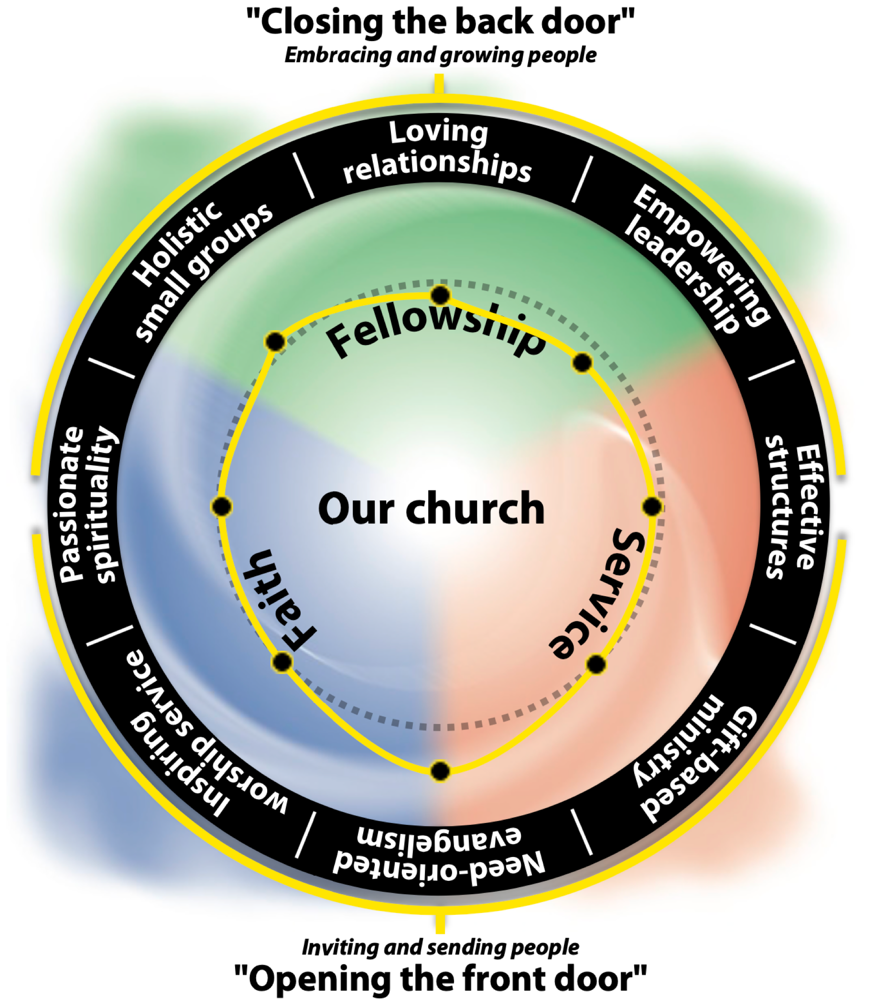 "Closing the back door"
Embracing and growing people
Loving
relationships
Empowering
leadership
Effective
structures
Gift-based
ministry
Need-oriented
evangelism
Inspiring
worship service
Passionate
spirituality
Holistic
small groups
Fellowship
Our church
Service
Faith
Inviting and sending people
"Opening the front door"